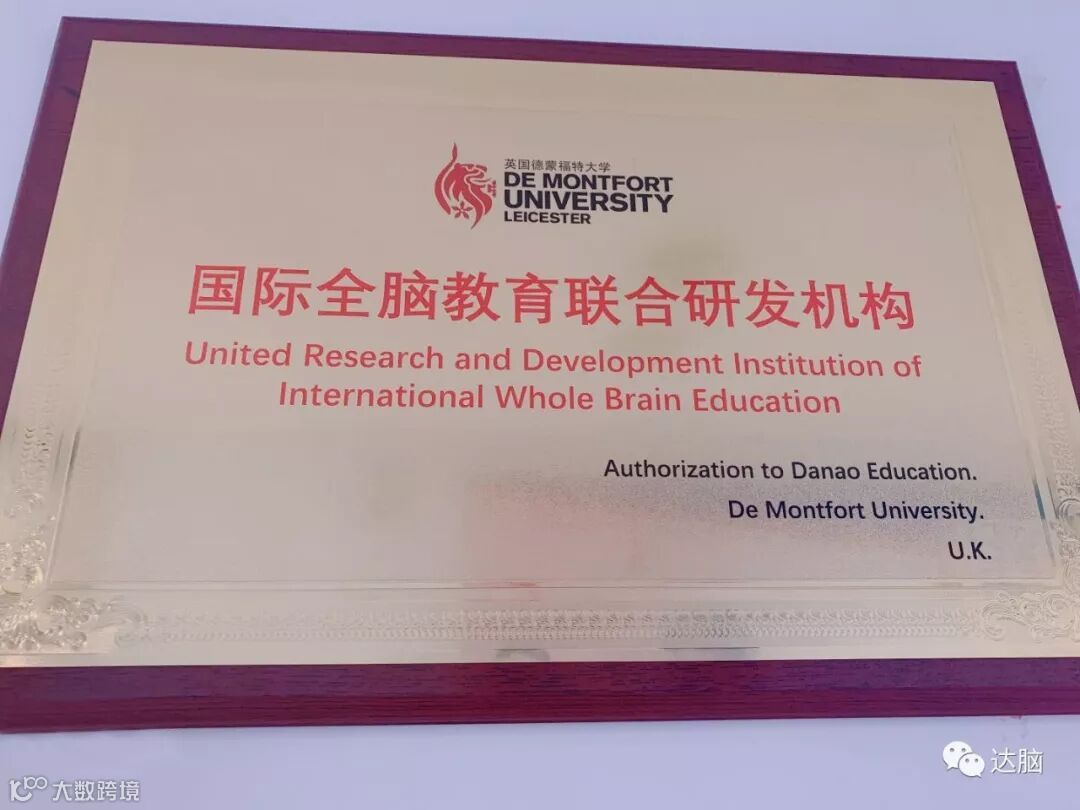 英国德蒙福特大学
DE MONTFORT
UNIVERSITY
LEICESTER
国际全脑教育联合研发机构
United Research and Development Institution of
International Whole Brain Education
Authorization to Danao Education.
De Montfort University.
U.K.
达脑
大数跨境